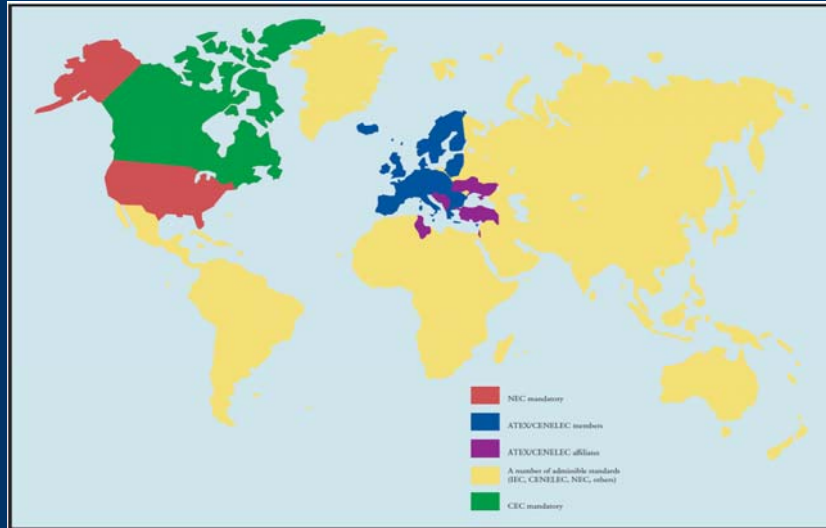 NEC mandatory
ATEX/CENELEC members
ATEX/CENELEC affiliates
A number of admissible standards
(IEC, CENELEC, NEC, others)
CEC mandatory